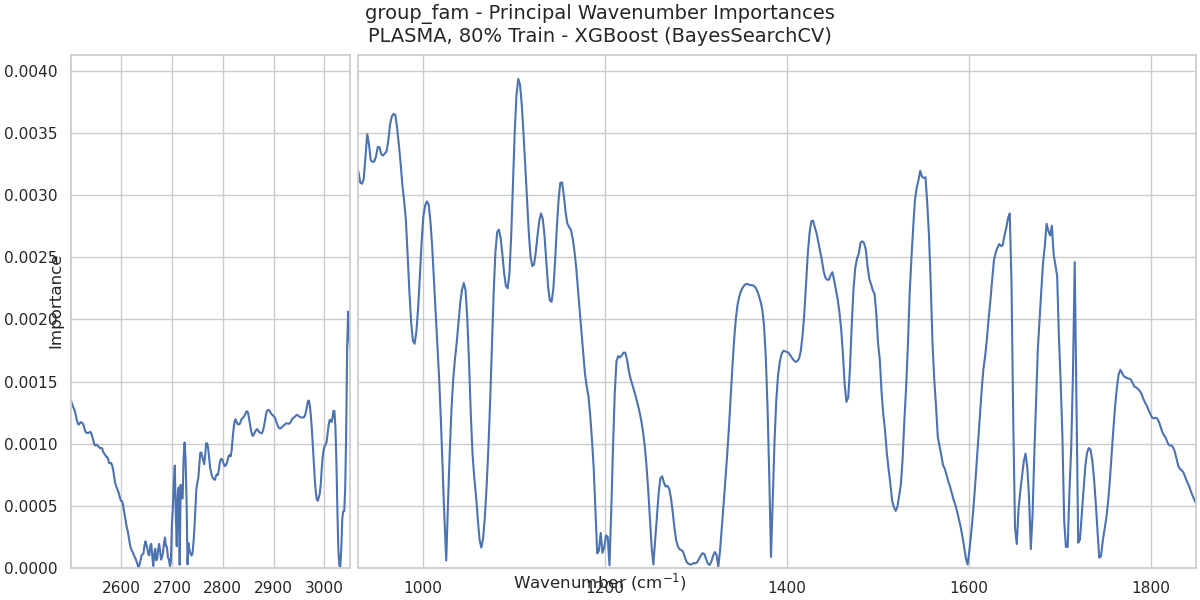 group_fam - Principal Wavenumber Importances
PLASMA, 80% Train - XGBoost (BayesSearchCV)
0.0040
0.0035
0.0030
0.0025
0.0020
0.0015
0.0010
0.0005
0.0000
Importance
2600 2700 2800 2900 3000 1000 1200 1400 1600 1800
Wavenumber (cm⁻¹)